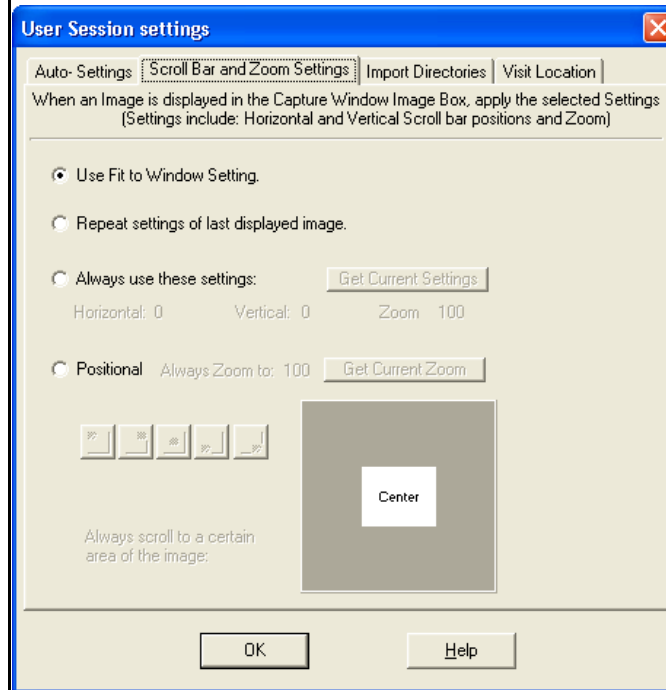 User Session settings
Auto- Settings Scroll Bar and Zoom Settings Import Directories Visit Location
When an Image is displayed in the Capture Window Image Box, apply the selected Settings
(Settings include: Horizontal and Vertical Scroll bar positions and Zoom)
Use Fit to Window Setting.
Repeat settings of last displayed image.
Always use these settings: Get Current Settings
Horizontal: 0 Vertical: 0 Zoom 100
Positional Always Zoom to: 100 Get Current Zoom
Center
Always scroll to a certain
area of the image:
OK Help